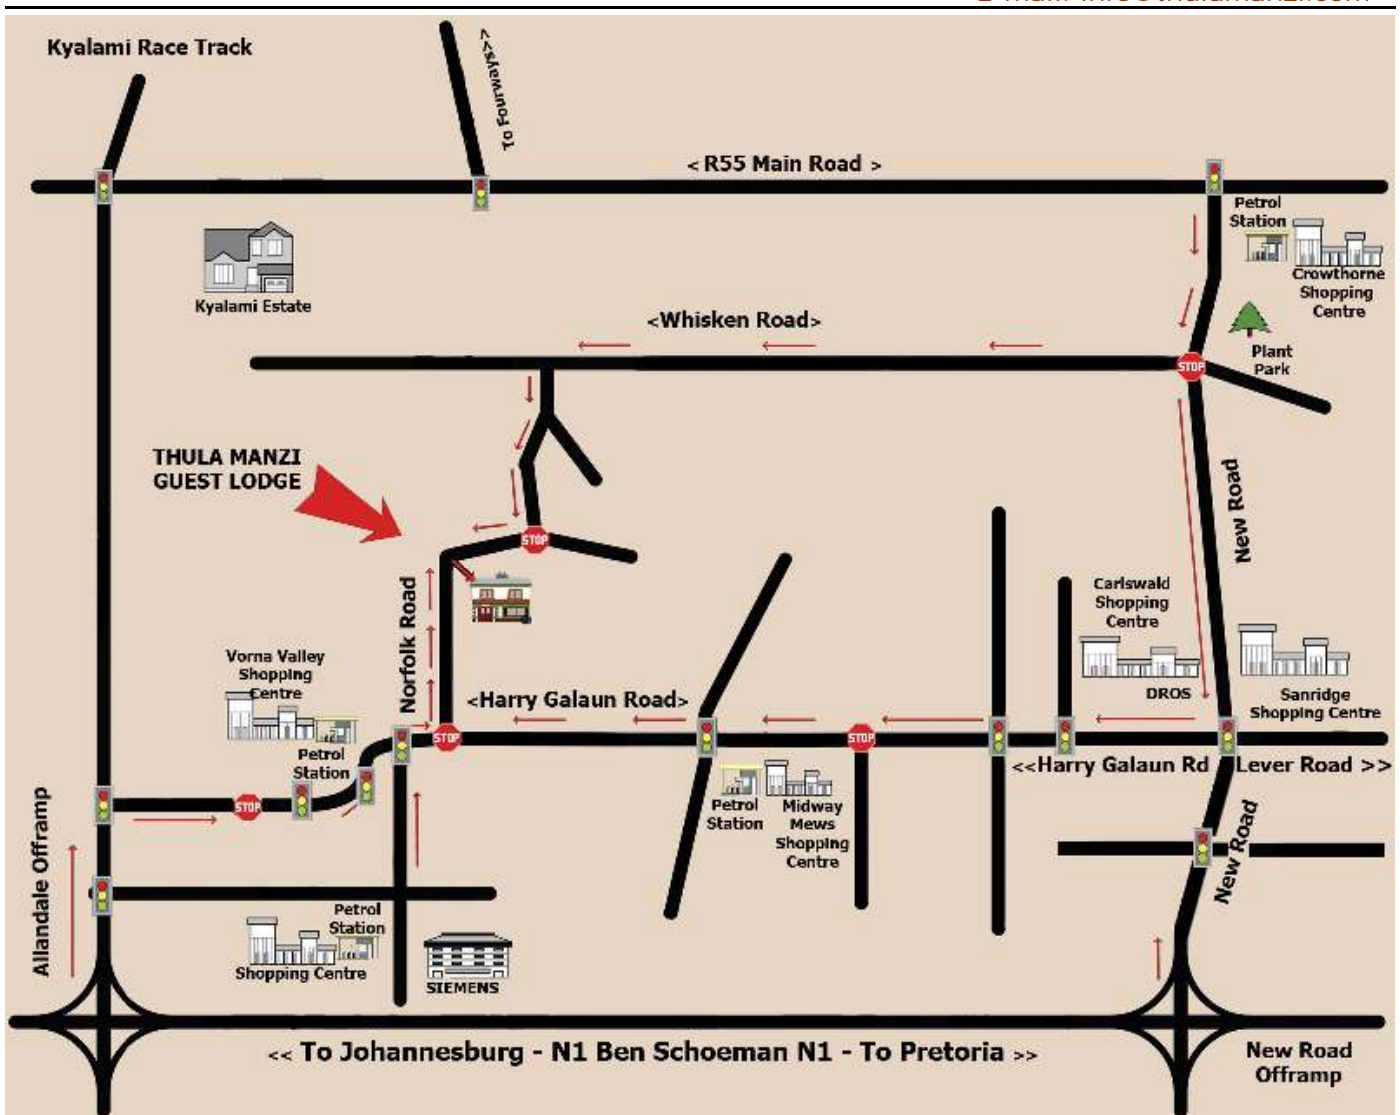 Kyalami Race Track
To Fourways>>
< R55 Main Road >
Petrol
Station
Crowthorne
Shopping
Centre
Kyalami Estate
<Whisken Road>
Plant
Park
STOP
THULA MANZI
GUEST LODGE
New Road
STOP
Norfolk Road
Carlswald
Shopping
Centre
DROS
Sanridge
Shopping Centre
Vorna Valley
Shopping
Centre
Petrol
Station
<Harry Galaun Road>
STOP
STOP
<<Harry Galaun Rd
Lever Road >>
STOP
Petrol
Station
Midway
Mews
Shopping
Centre
New Road
Allandale Offramp
Petrol
Station
Shopping Centre
SIEMENS
<< To Johannesburg - N1 Ben Schoeman N1 - To Pretoria >>
New Road
Offramp